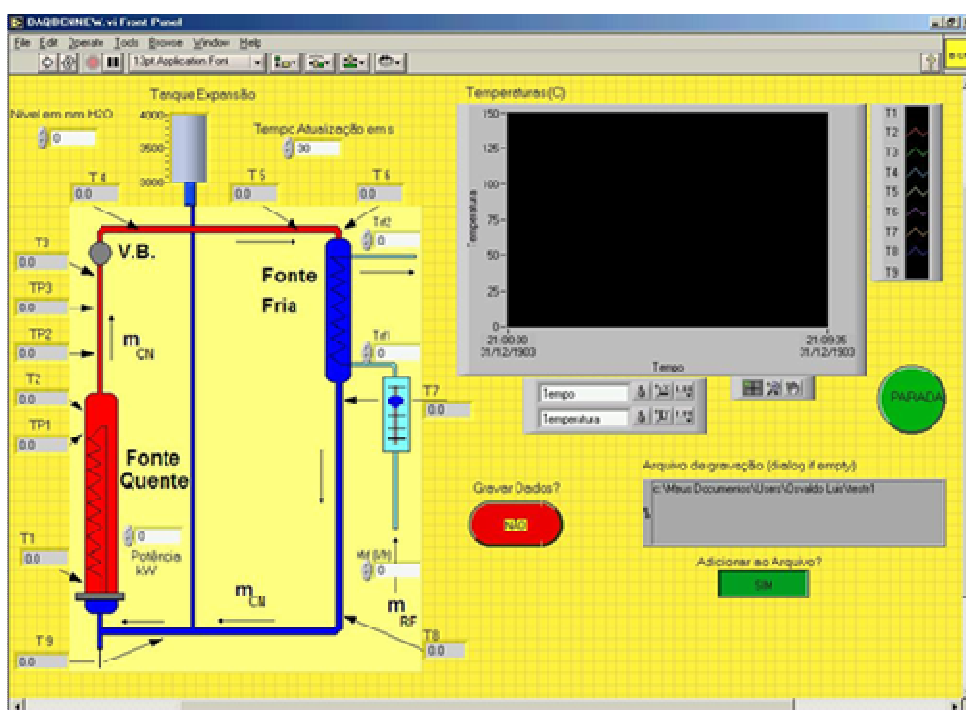 DAQBCNNEW.vi Front Panel
File Edit Operate Tools Browse Window Help
13pt Application Font
Nível em mm H2O
0
Tanque Expansão
4000
3500
3000
Tempo Atualização em s
30
T4
0.0
T5
0.0
T6
0.0
T3
0.0
V.B.
Trf2
0
Fonte
Fria
TP3
0.0
TP2
0.0
m CN
Trf1
0
T2
0.0
T7
0.0
TP1
0.0
Fonte
Quente
T1
0.0
0
Potência
kW
0
m CN
m RF
T9
0.0
T8
0.0
Temperaturas (C)
150
125
100
75
50
25
0
Temperatura
21:00:00
31/12/1903
21:09:05
31/12/1903
Tempo
T1
T2
T3
T4
T5
T6
T7
T8
T9
Tempo
Temperatura
PARADA
Gravar Dados?
NÃO
Arquivo de gravação (dialog if empty)
c:\Meus Documentos\Users\Osvaldo Luis\teste1
Adicionar ao Arquivo?
SIM